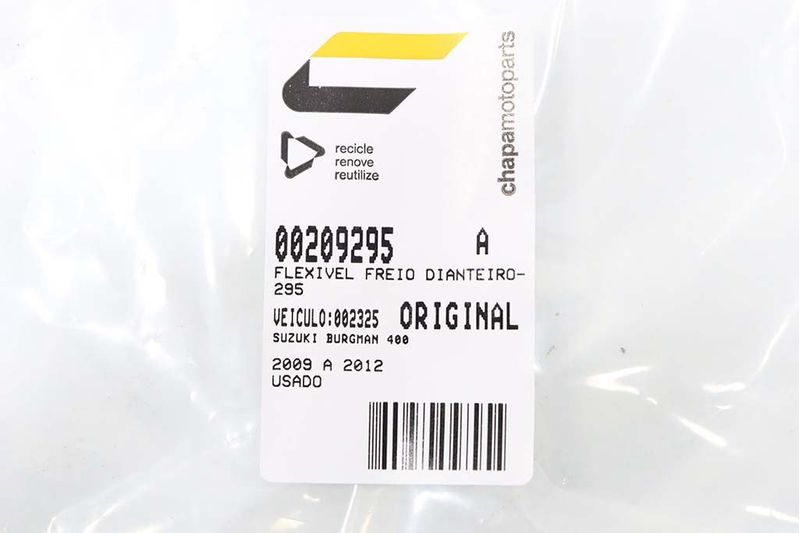 chapamotoparts
recicle
renove
reutilize
00209295 A
FLEXIVEL FREIO DIANTEIRO-
295
VEICULO:002325 ORIGINAL
SUZUKI BURGMAN 400
2009 A 2012
USADO